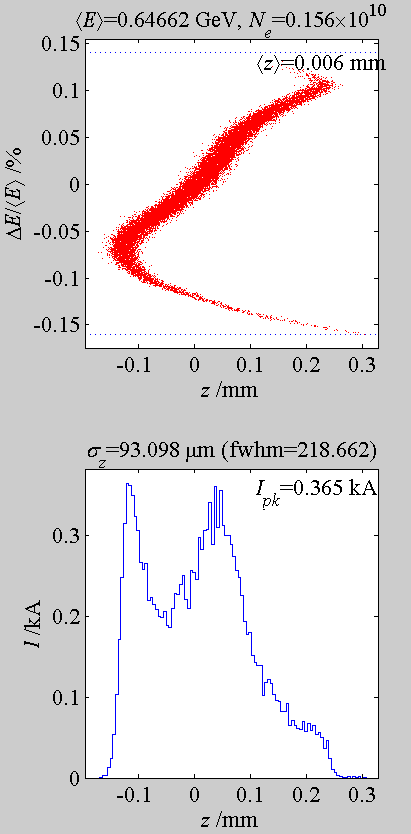 ⟨E⟩=0.64662 GeV, N_e=0.156×10^10
⟨z⟩=0.006 mm
0.15
0.1
0.05
0
-0.05
-0.1
-0.15
ΔE/⟨E⟩ /%
-0.1 0 0.1 0.2 0.3
z /mm
σ_z=93.098 μm (fwhm=218.662)
I_pk=0.365 kA
0.3
0.2
0.1
0
I /kA
-0.1 0 0.1 0.2 0.3
z /mm